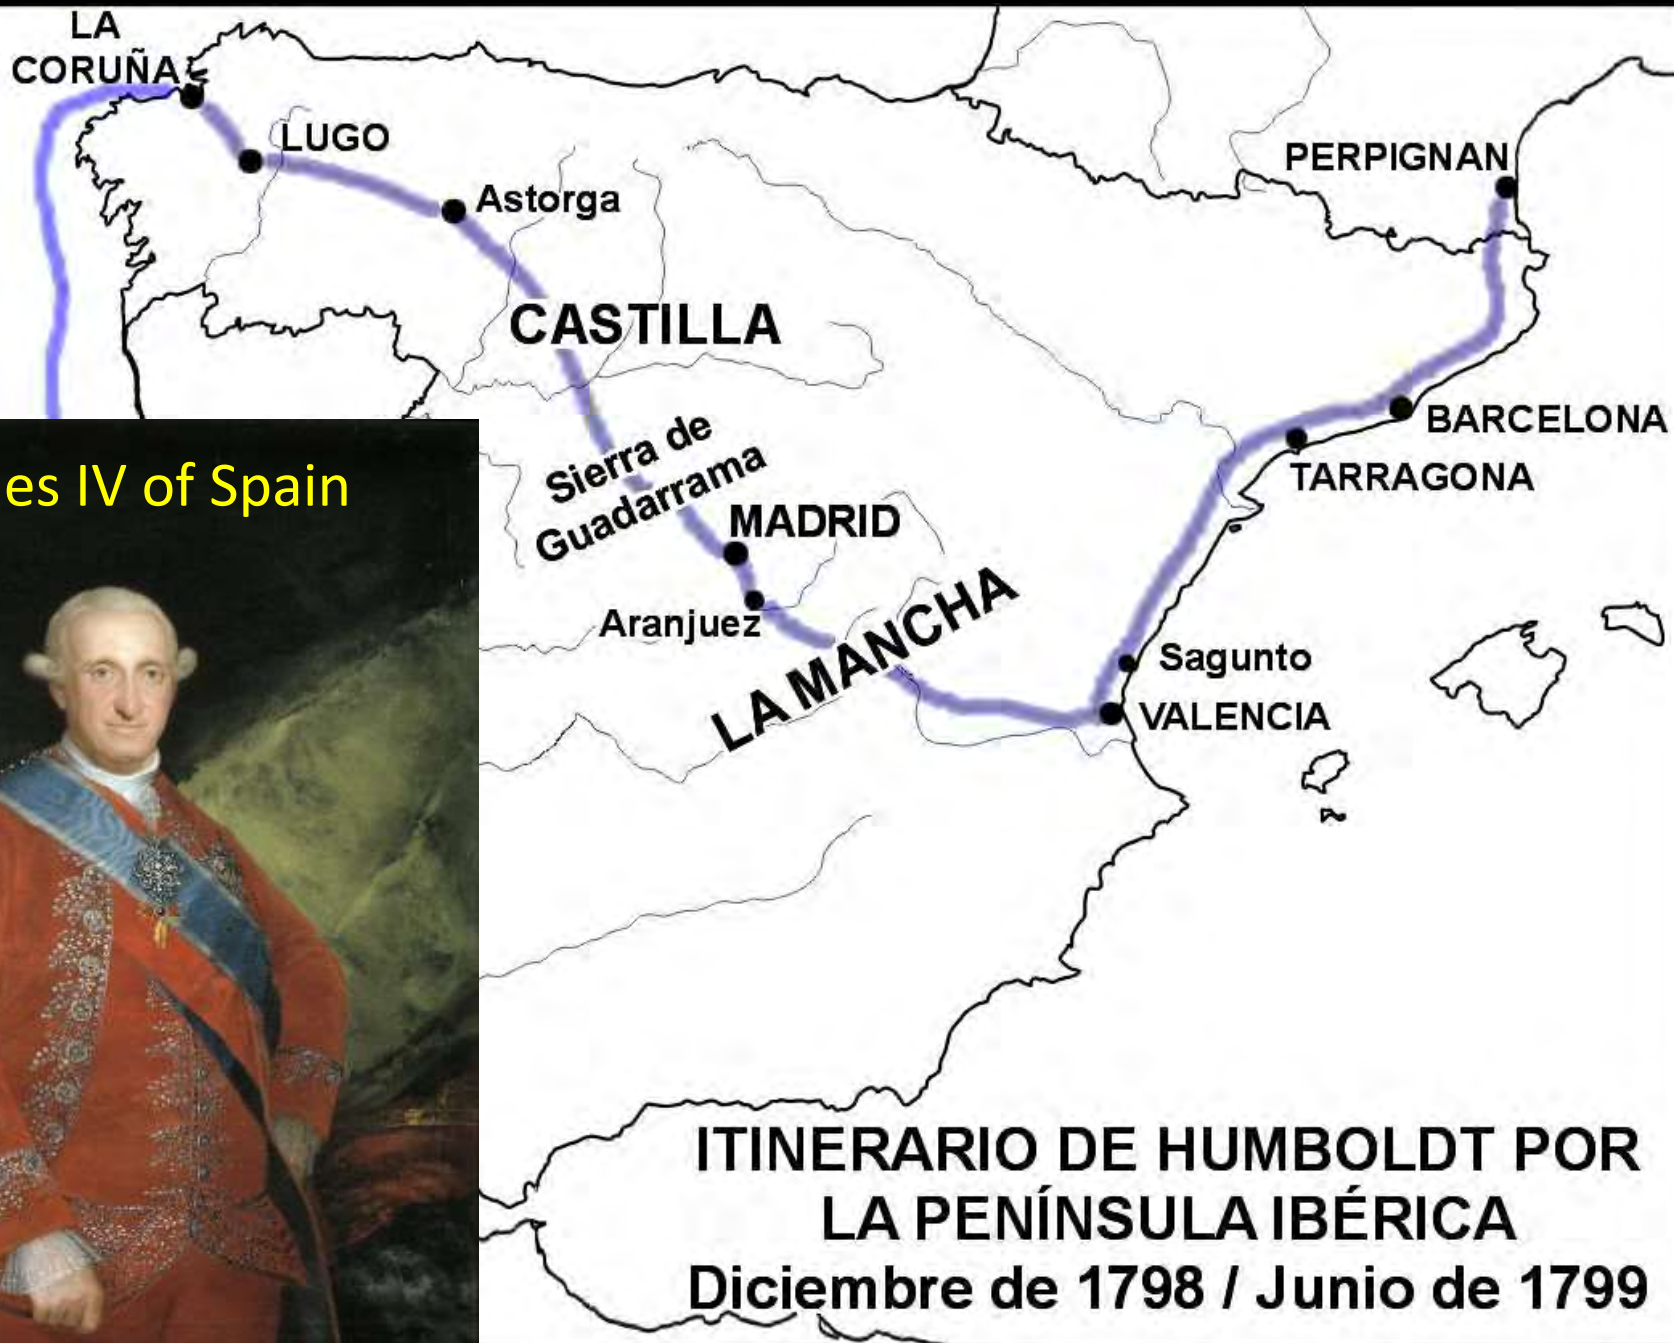 LA
CORUÑA
LUGO
Astorga
PERPIGNAN
CASTILLA
BARCELONA
TARRAGONA
Sierra de
Guadarrama
MADRID
Aranjuez
LA MANCHA
Sagunto
VALENCIA
es IV of Spain
ITINERARIO DE HUMBOLDT POR
LA PENÍNSULA IBÉRICA
Diciembre de 1798 / Junio de 1799